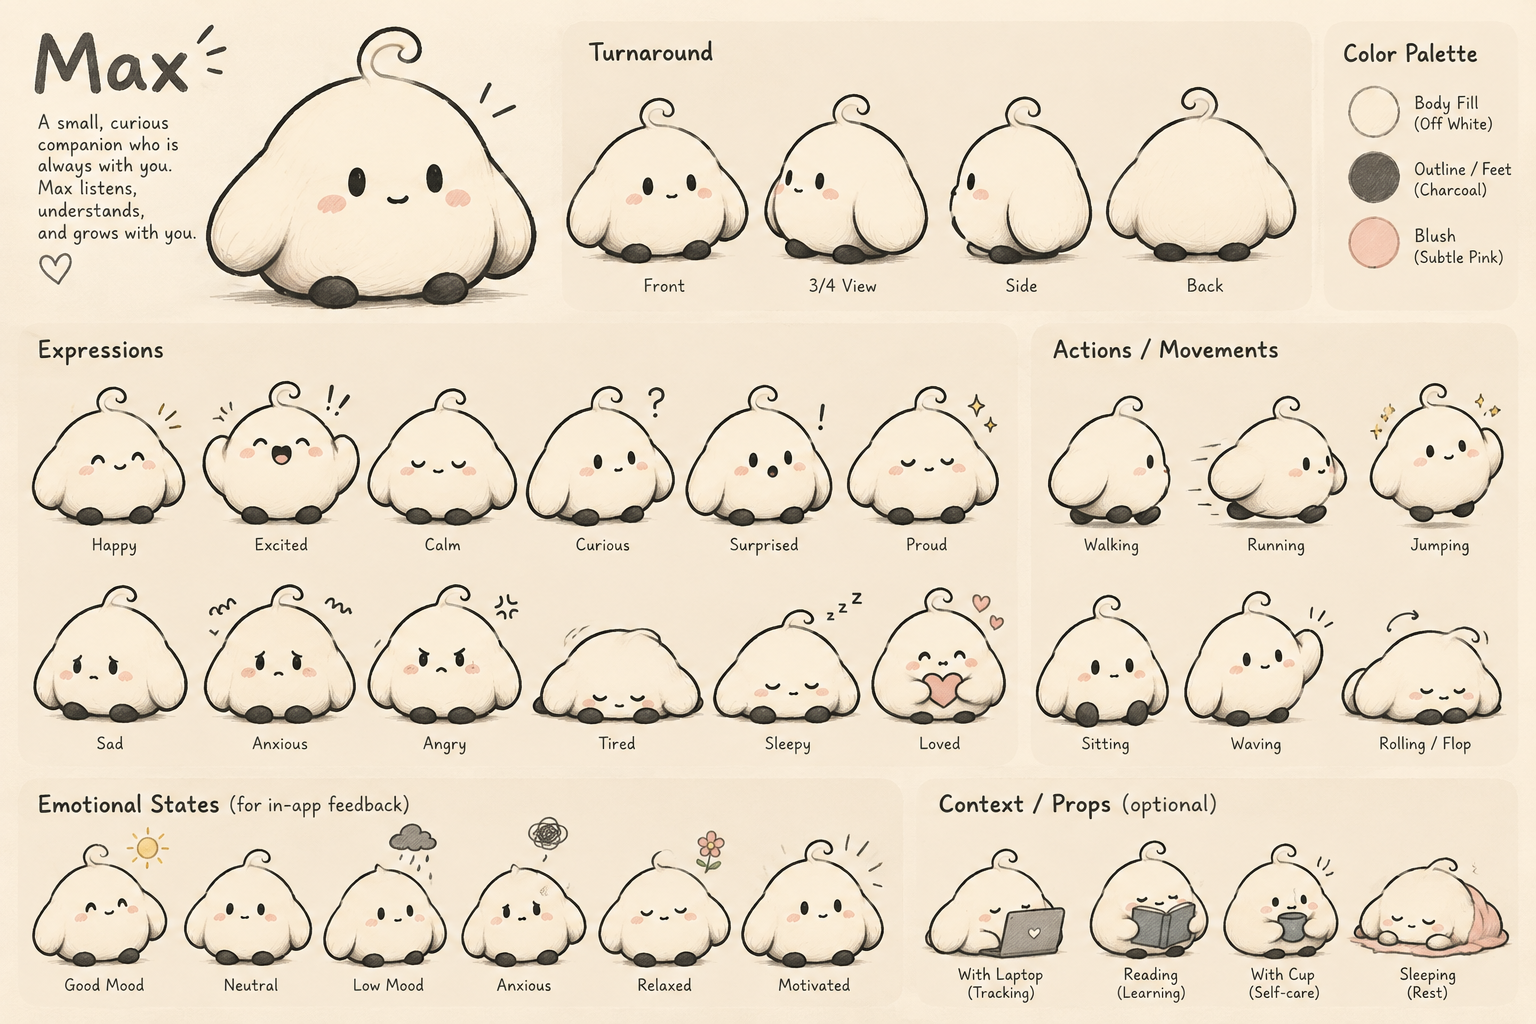 Max
A small, curious
companion who is
always with you.
Max listens,
understands,
and grows with you.
Turnaround
Front
3/4 View
Side
Back
Color Palette
Body Fill
(Off White)
Outline / Feet
(Charcoal)
Blush
(Subtle Pink)
Expressions
!!
?
!
Happy
Excited
Calm
Curious
Surprised
Proud
z z z
Sad
Anxious
Angry
Tired
Sleepy
Loved
Actions / Movements
Walking
Running
Jumping
Sitting
Waving
Rolling / Flop
Emotional States (for in-app feedback)
Good Mood
Neutral
Low Mood
Anxious
Relaxed
Motivated
Context / Props (optional)
With Laptop
(Tracking)
Reading
(Learning)
With Cup
(Self-care)
Sleeping
(Rest)